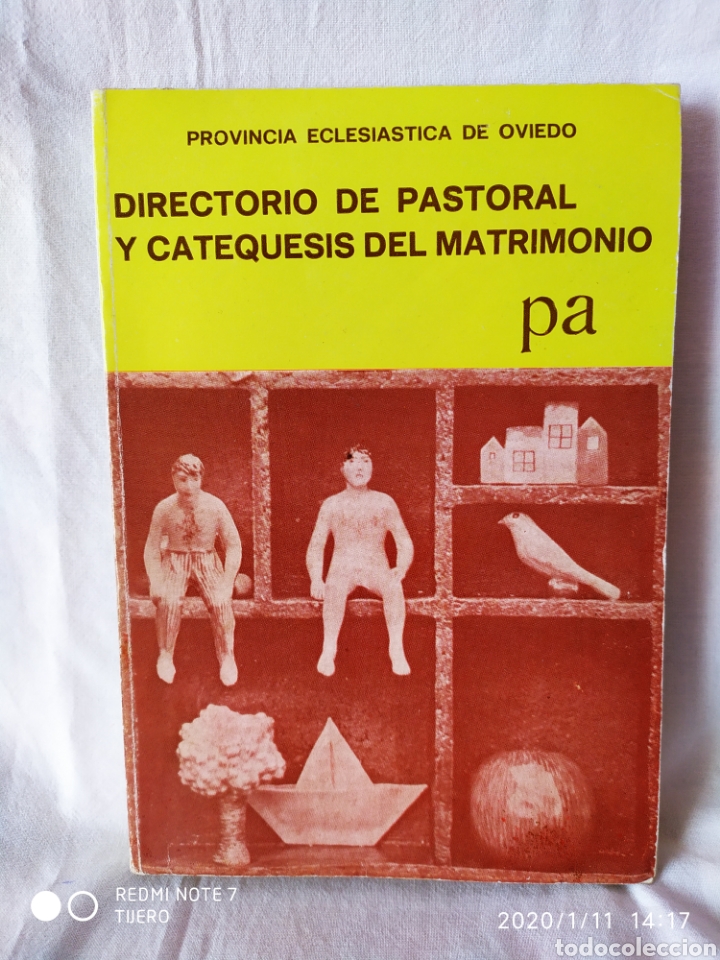 PROVINCIA ECLESIASTICA DE OVIEDO
DIRECTORIO DE PASTORAL
Y CATEQUESIS DEL MATRIMONIO
pa
REDMI NOTE 7
TIJERO
2020/1/11 14:17
todocoleccion